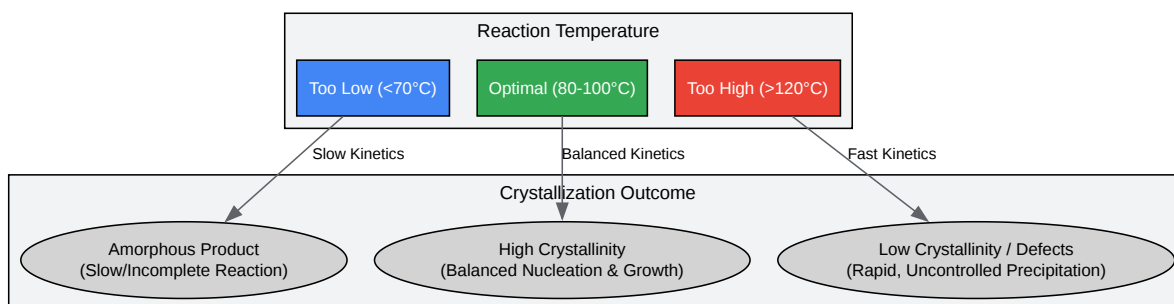 Reaction Temperature
Too Low (<70°C)
Optimal (80-100°C)
Too High (>120°C)
Slow Kinetics
Balanced Kinetics
Fast Kinetics
Crystallization Outcome
Amorphous Product
(Slow/Incomplete Reaction)
High Crystallinity
(Balanced Nucleation & Growth)
Low Crystallinity / Defects
(Rapid, Uncontrolled Precipitation)